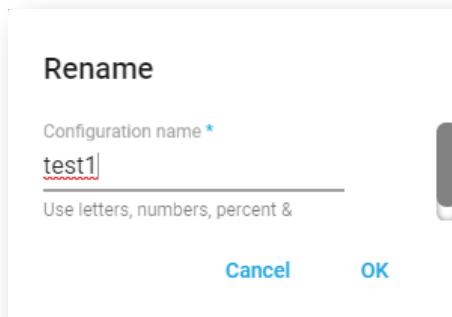 Rename
Configuration name *
test1
Use letters, numbers, percent &
Cancel OK